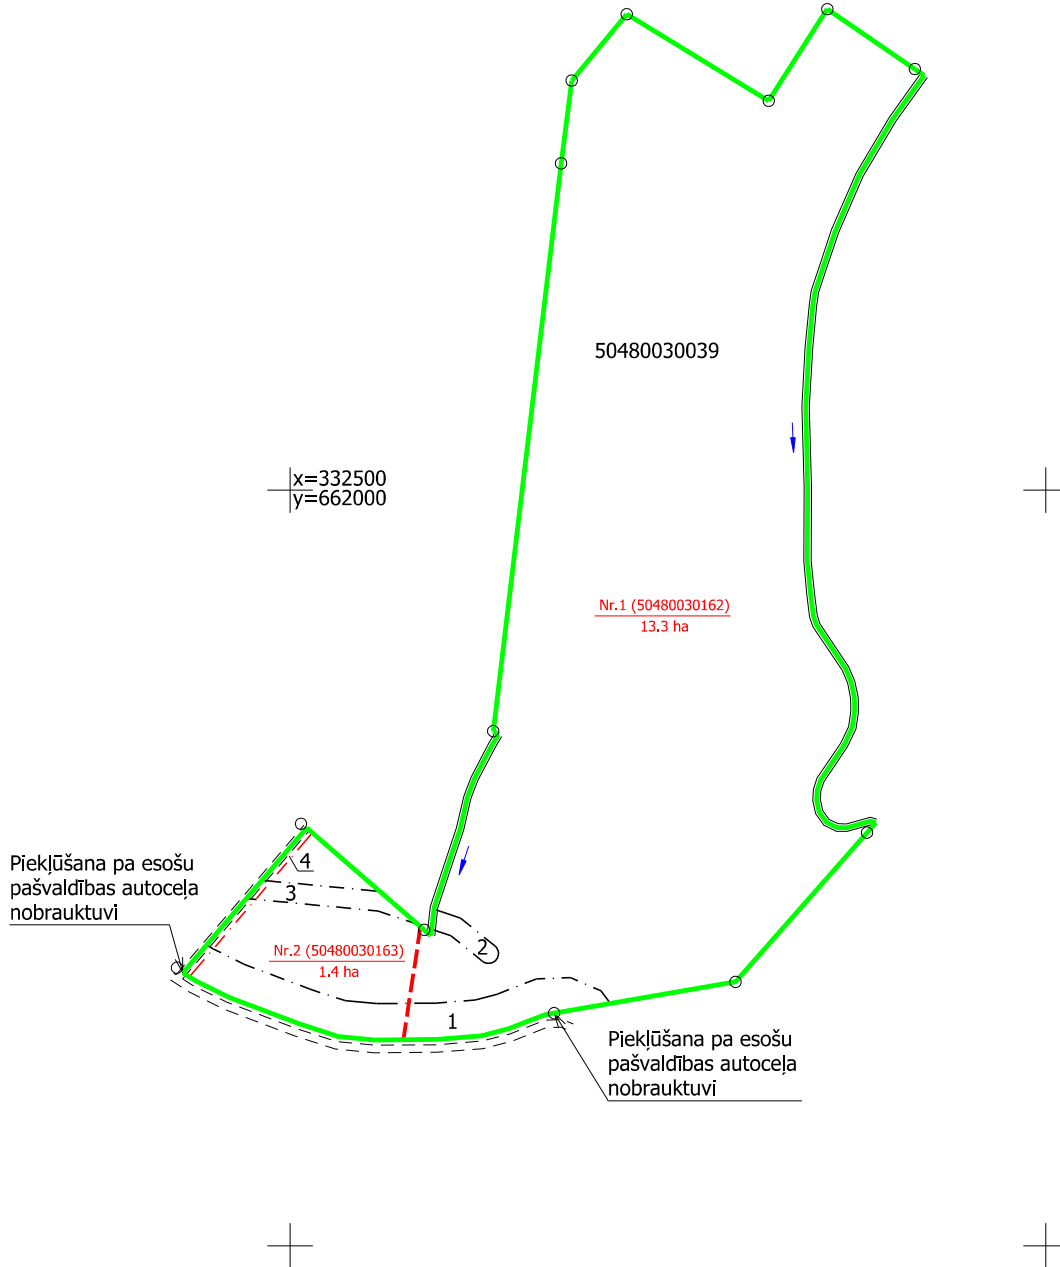 50480030039
x=332500
y=662000
Nr.1 (50480030162)
13.3 ha
4
3
Piekļūšana pa esošu
pašvaldības autoceļa
nobrauktuvi
2
Nr.2 (50480030163)
1.4 ha
1
Piekļūšana pa esošu
pašvaldības autoceļa
nobrauktuvi